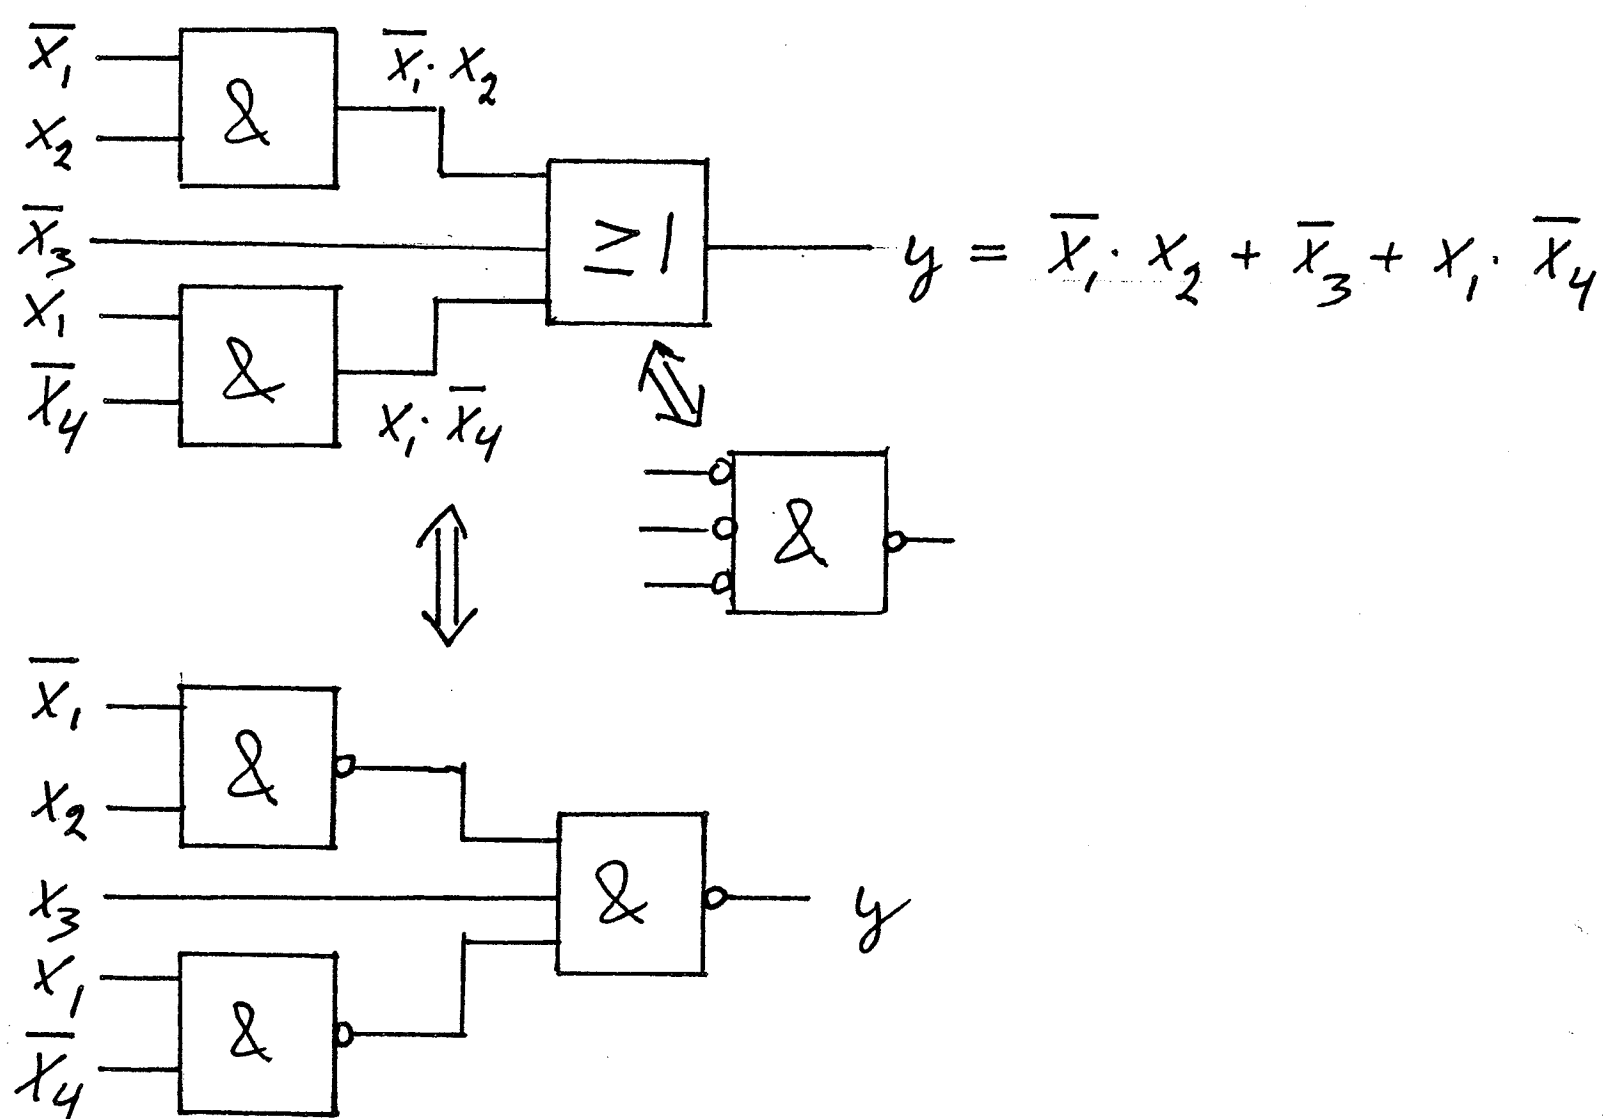 x̅₁
&
x̅₁ · x₂
x₂
x̅₃
≥1
y = x̅₁ · x₂ + x̅₃ + x₁ · x̅₄
x₁
&
x̅₄
x₁ · x̅₄
&
x̅₁
&
x₂
x₃
&
y
x₁
&
x̅₄